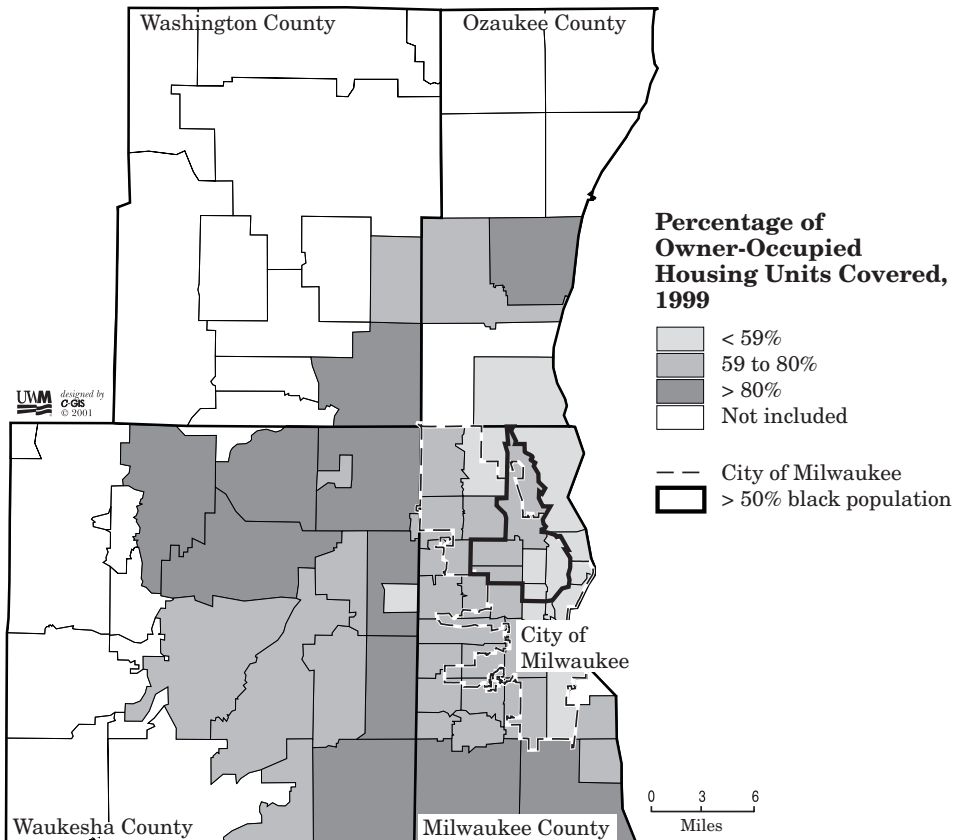 Washington County
Ozaukee County
Percentage of
Owner-Occupied
Housing Units Covered,
1999
< 59%
59 to 80%
> 80%
Not included
City of Milwaukee
> 50% black population
UWM
designed by
C·GIS
© 2001
City of
Milwaukee
0 3 6
Miles
Waukesha County
Milwaukee County